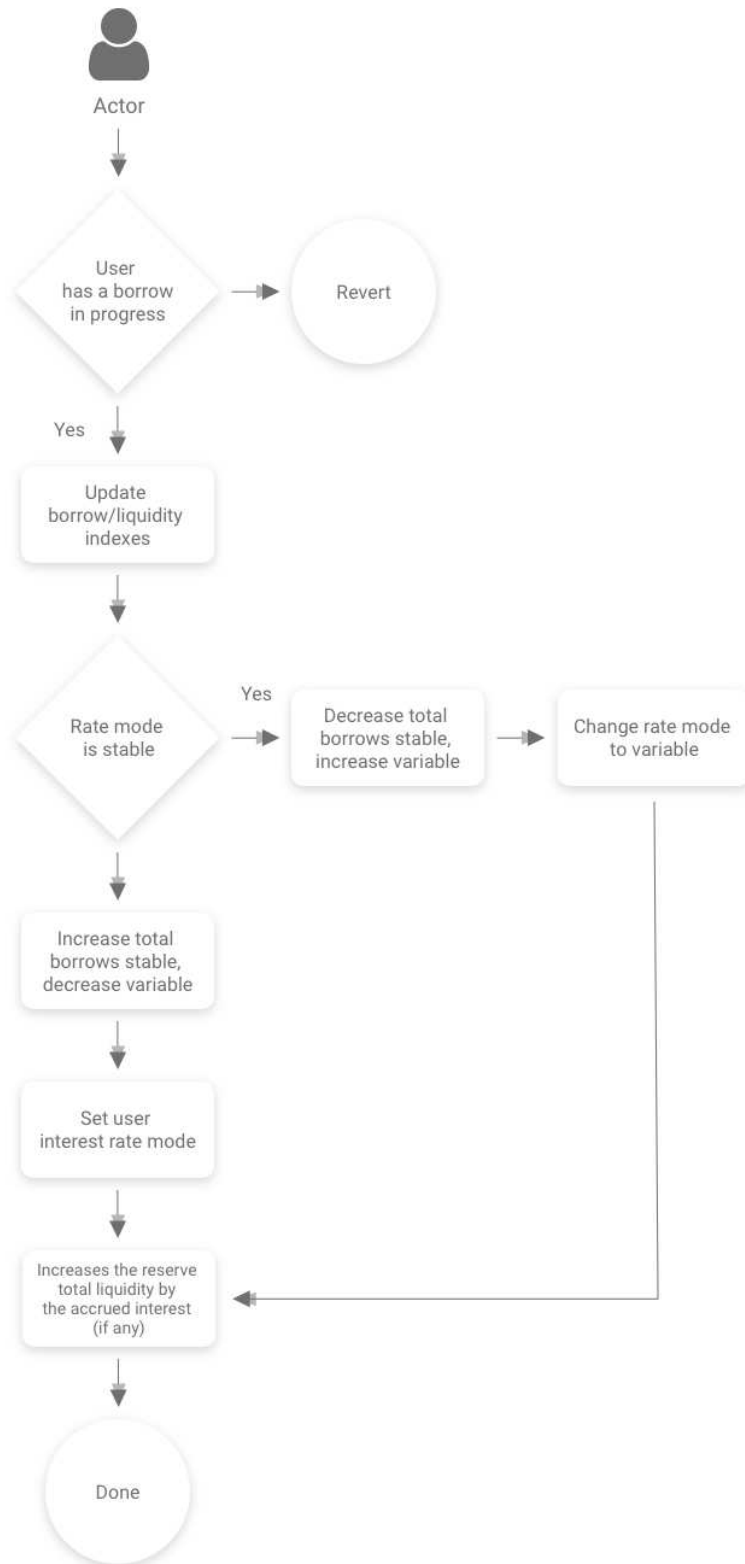 Actor
User
has a borrow
in progress
Revert
Yes
Update
borrow/liquidity
indexes
Rate mode
is stable
Yes
Decrease total
borrows stable,
increase variable
Change rate mode
to variable
Increase total
borrows stable,
decrease variable
Set user
interest rate mode
Increases the reserve
total liquidity by
the accrued interest
(if any)
Done